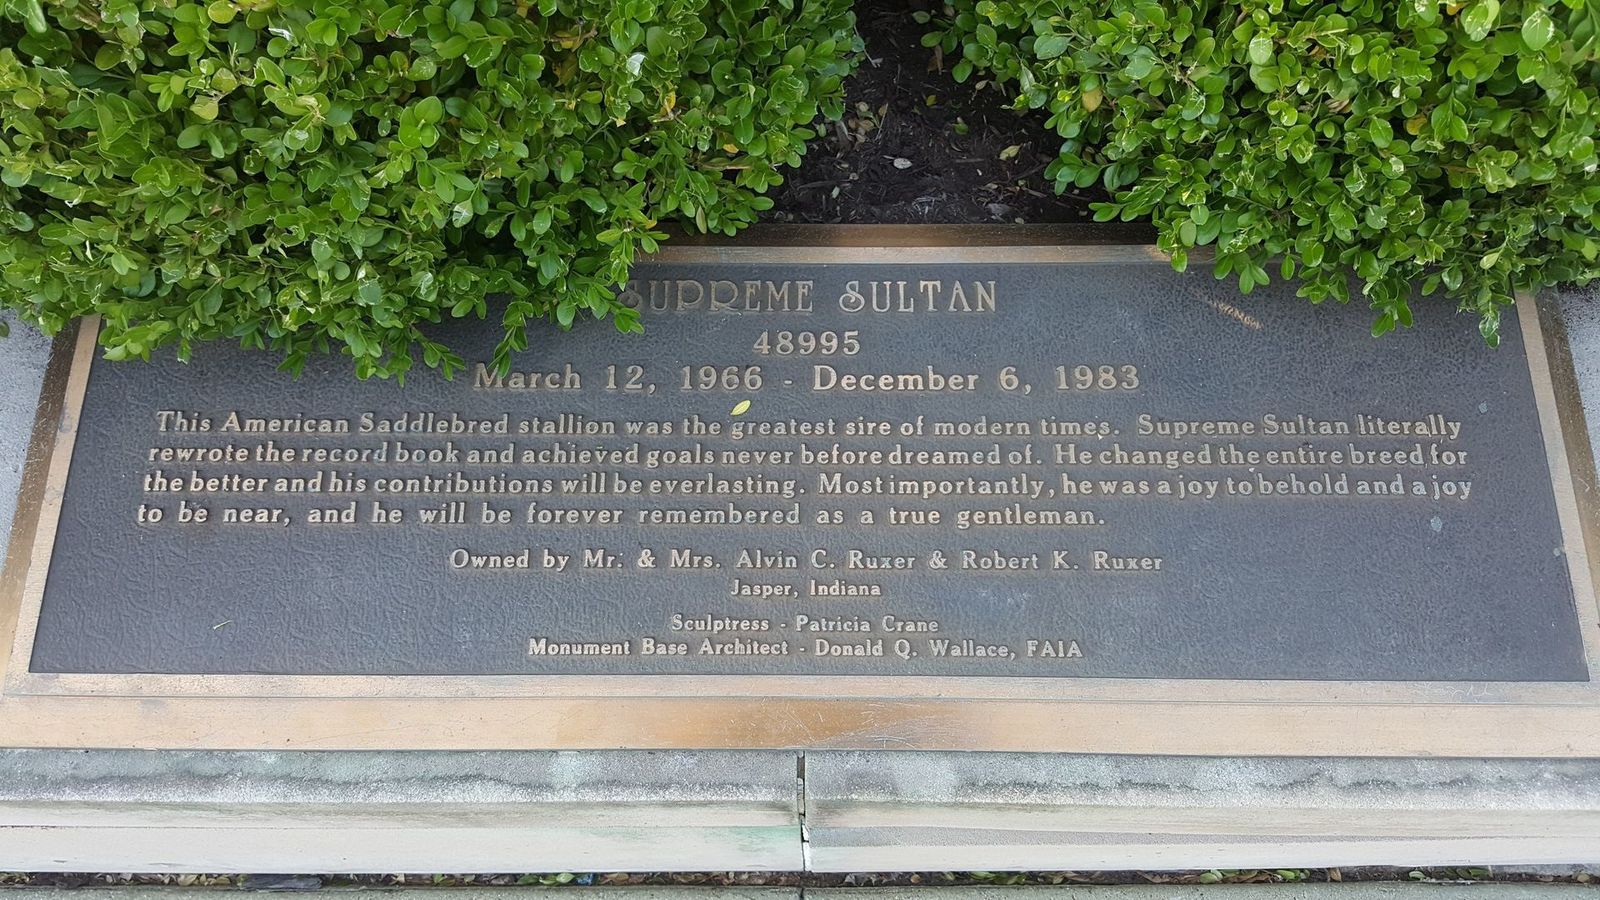 SUPREME SULTAN
48995
March 12, 1966 - December 6, 1983
This American Saddlebred stallion was the greatest sire of modern times. Supreme Sultan literally
rewrote the record book and achieved goals never before dreamed of. He changed the entire breed for
the better and his contributions will be everlasting. Most importantly, he was a joy to behold and a joy
to be near, and he will be forever remembered as a true gentleman.
Owned by Mr. & Mrs. Alvin C. Ruxer & Robert K. Ruxer
Jasper, Indiana
Sculptress - Patricia Crane
Monument Base Architect - Donald Q. Wallace, FAIA